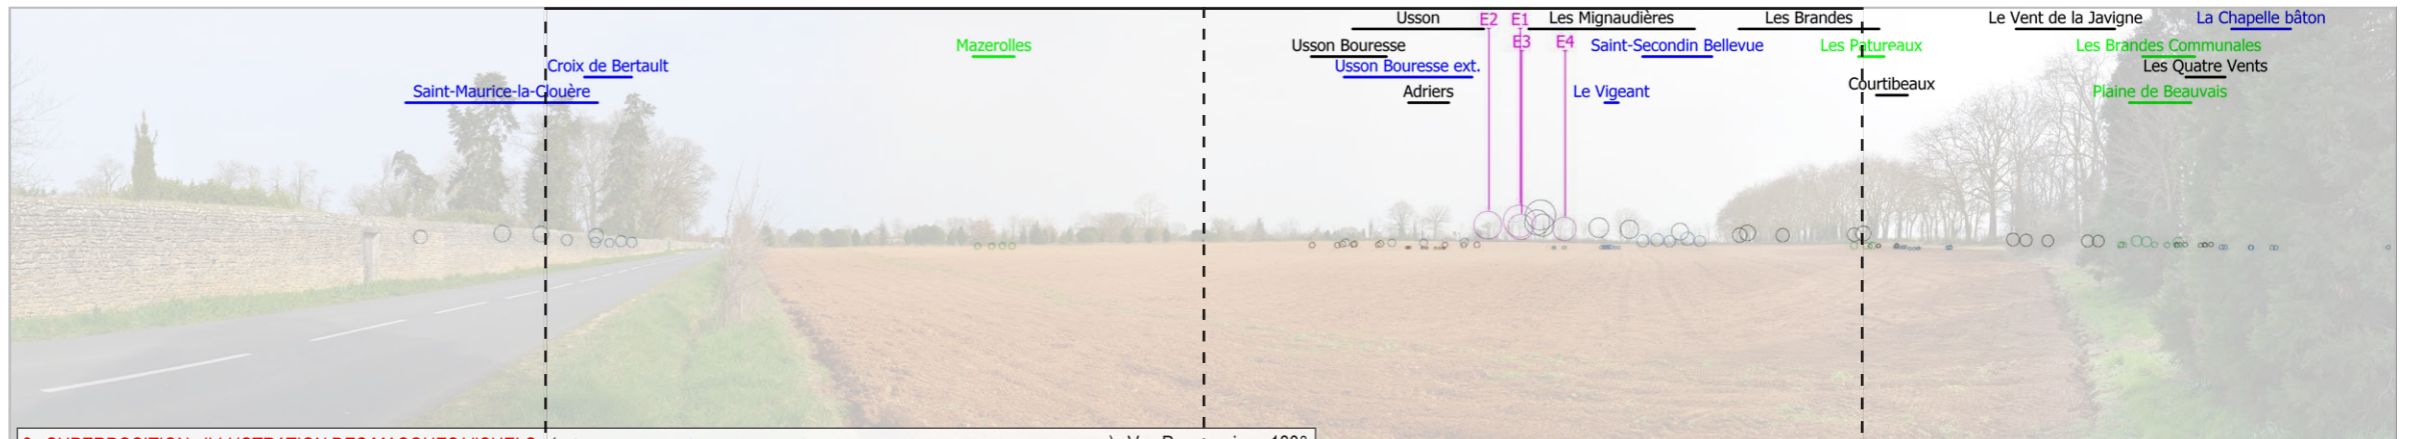 Usson
E2
E1
Les Mignaudières
Les Brandes
Le Vent de la Javigne
La Chapelle bâton
Mazerolles
Usson Bouresse
E3
E4
Saint-Secondin Bellevue
Les Patureaux
Les Brandes Communales
Croix de Bertault
Usson Bouresse ext.
Les Quatre Vents
Saint-Maurice-la-Clouère
Adriers
Le Vigeant
Courtibeaux
Plaine de Beauvais